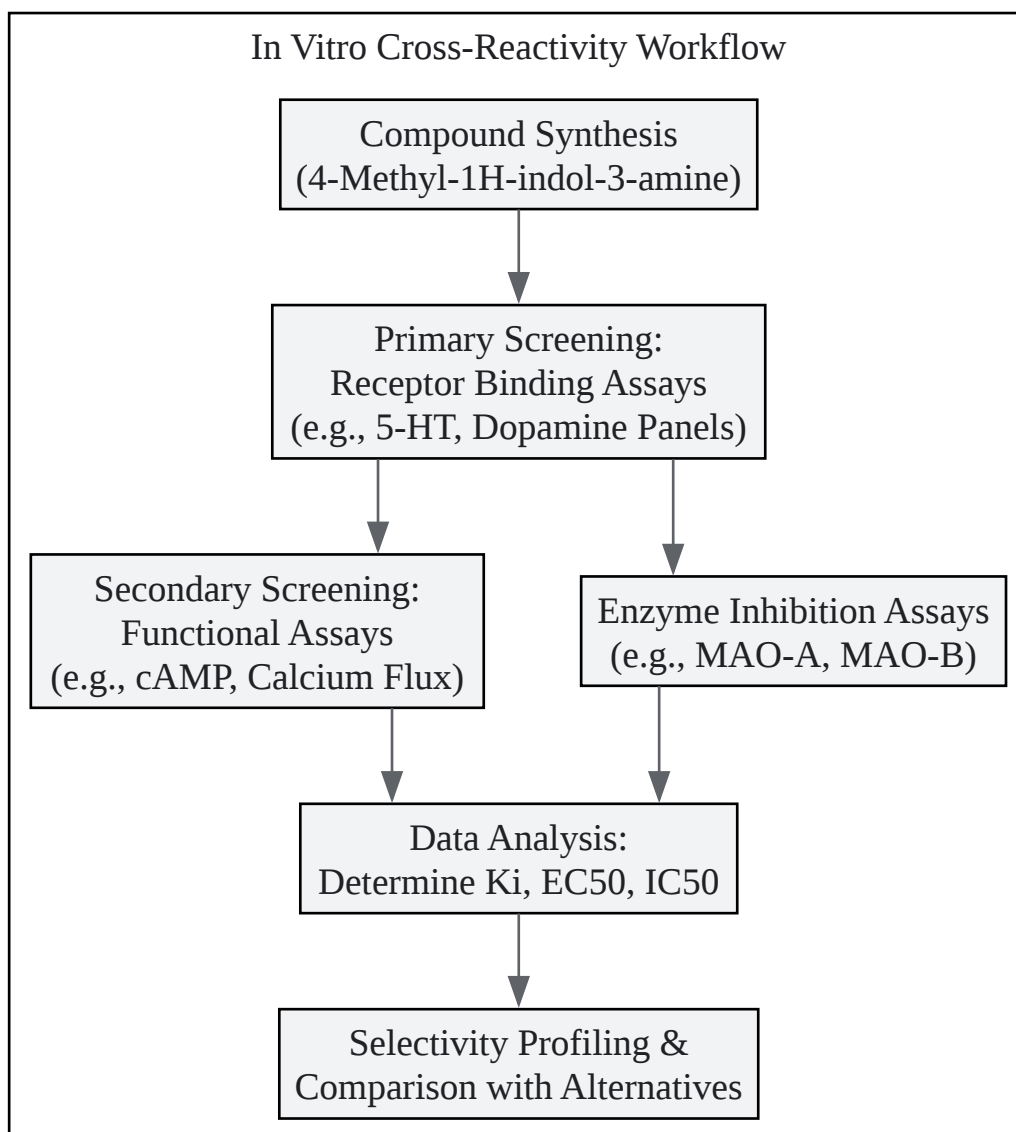 In Vitro Cross-Reactivity Workflow
Compound Synthesis
(4-Methyl-1H-indol-3-amine)
Primary Screening:
Receptor Binding Assays
(e.g., 5-HT, Dopamine Panels)
Secondary Screening:
Functional Assays
(e.g., cAMP, Calcium Flux)
Enzyme Inhibition Assays
(e.g., MAO-A, MAO-B)
Data Analysis:
Determine Ki, EC50, IC50
Selectivity Profiling &
Comparison with Alternatives